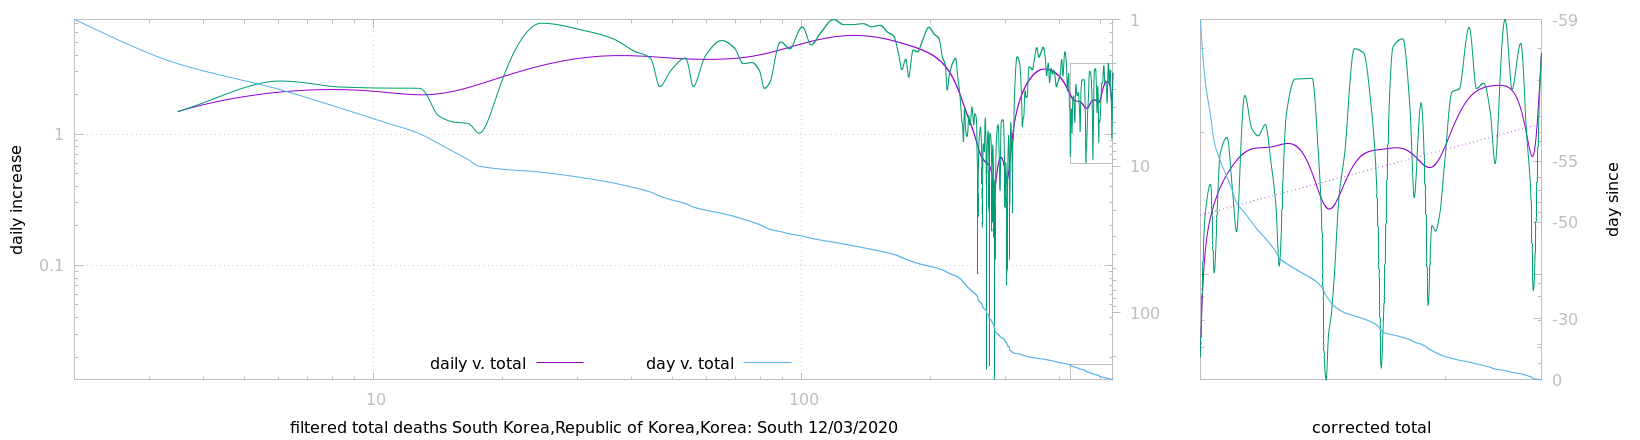 1
-59
1
10
-55
daily increase
-50
day since
0.1
100
-30
daily v. total
day v. total
0
10
100
filtered total deaths South Korea,Republic of Korea,Korea: South 12/03/2020
corrected total